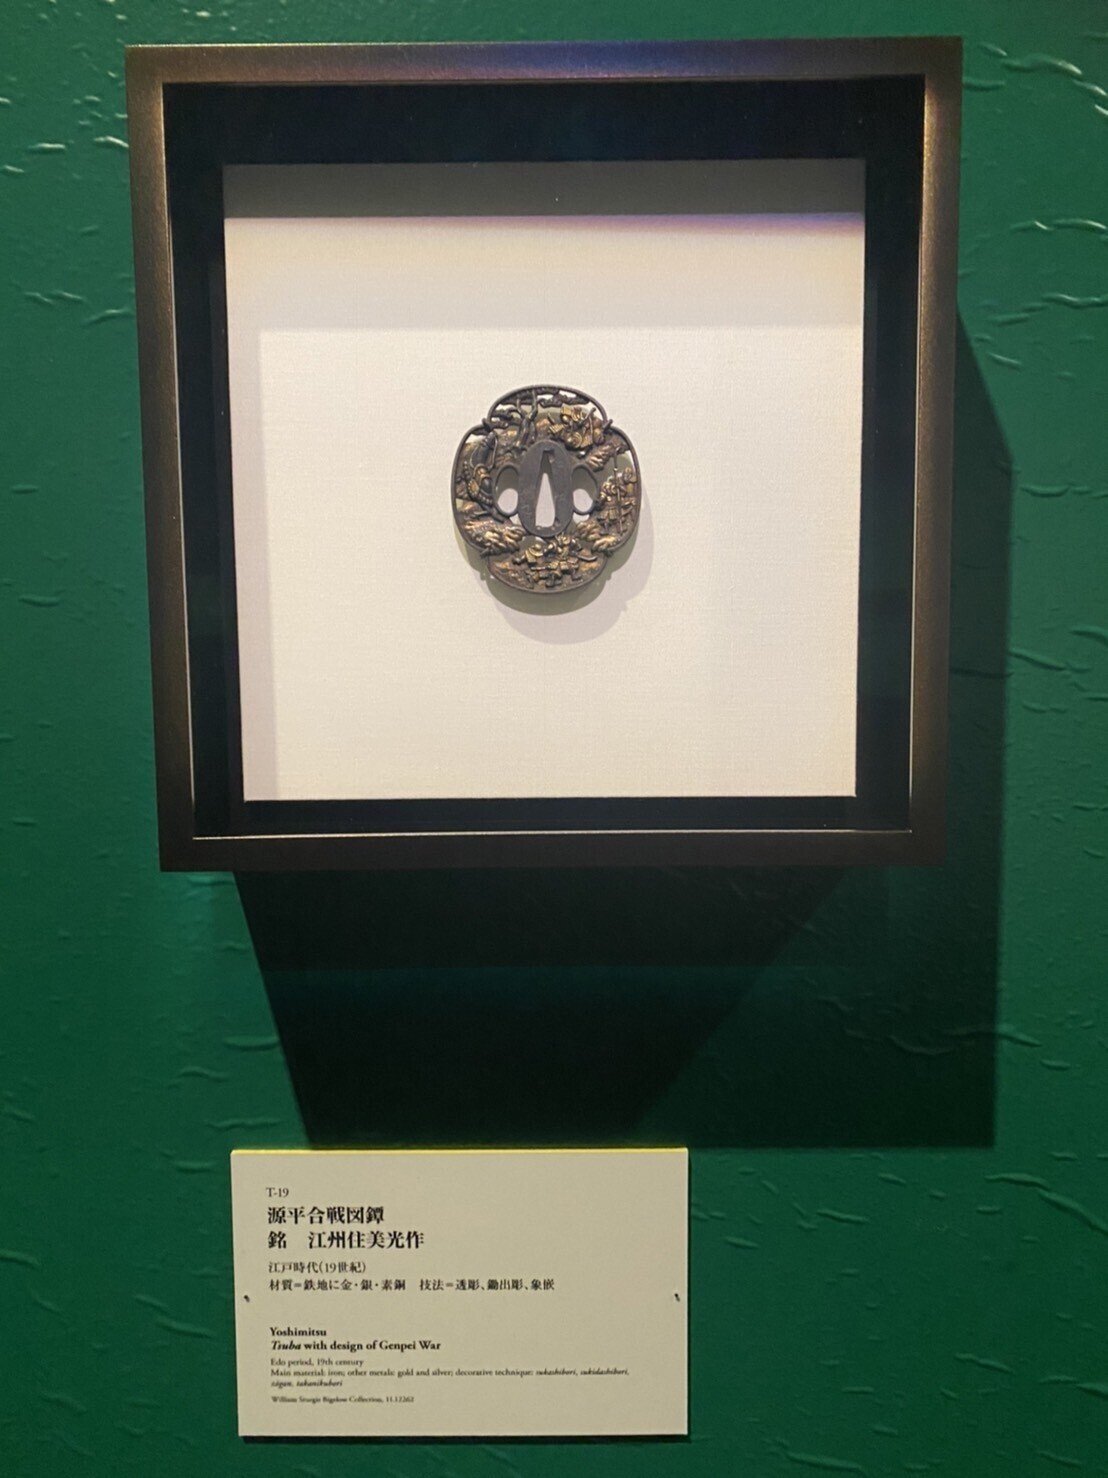 T-19
源平合戦図鐔
銘　江州住美光作
江戸時代（19世紀）
材質＝鉄地に金・銀・素銅　技法＝透彫、鋤出彫、象嵌
Yoshimitsu
Tsuba with design of Genpei War
Edo period, 19th century
Main material: iron; other metals: gold and silver; decorative technique: sukashibori, sukidashibori,
zōgan, takanikubori
William Sturgis Bigelow Collection, 11.12262